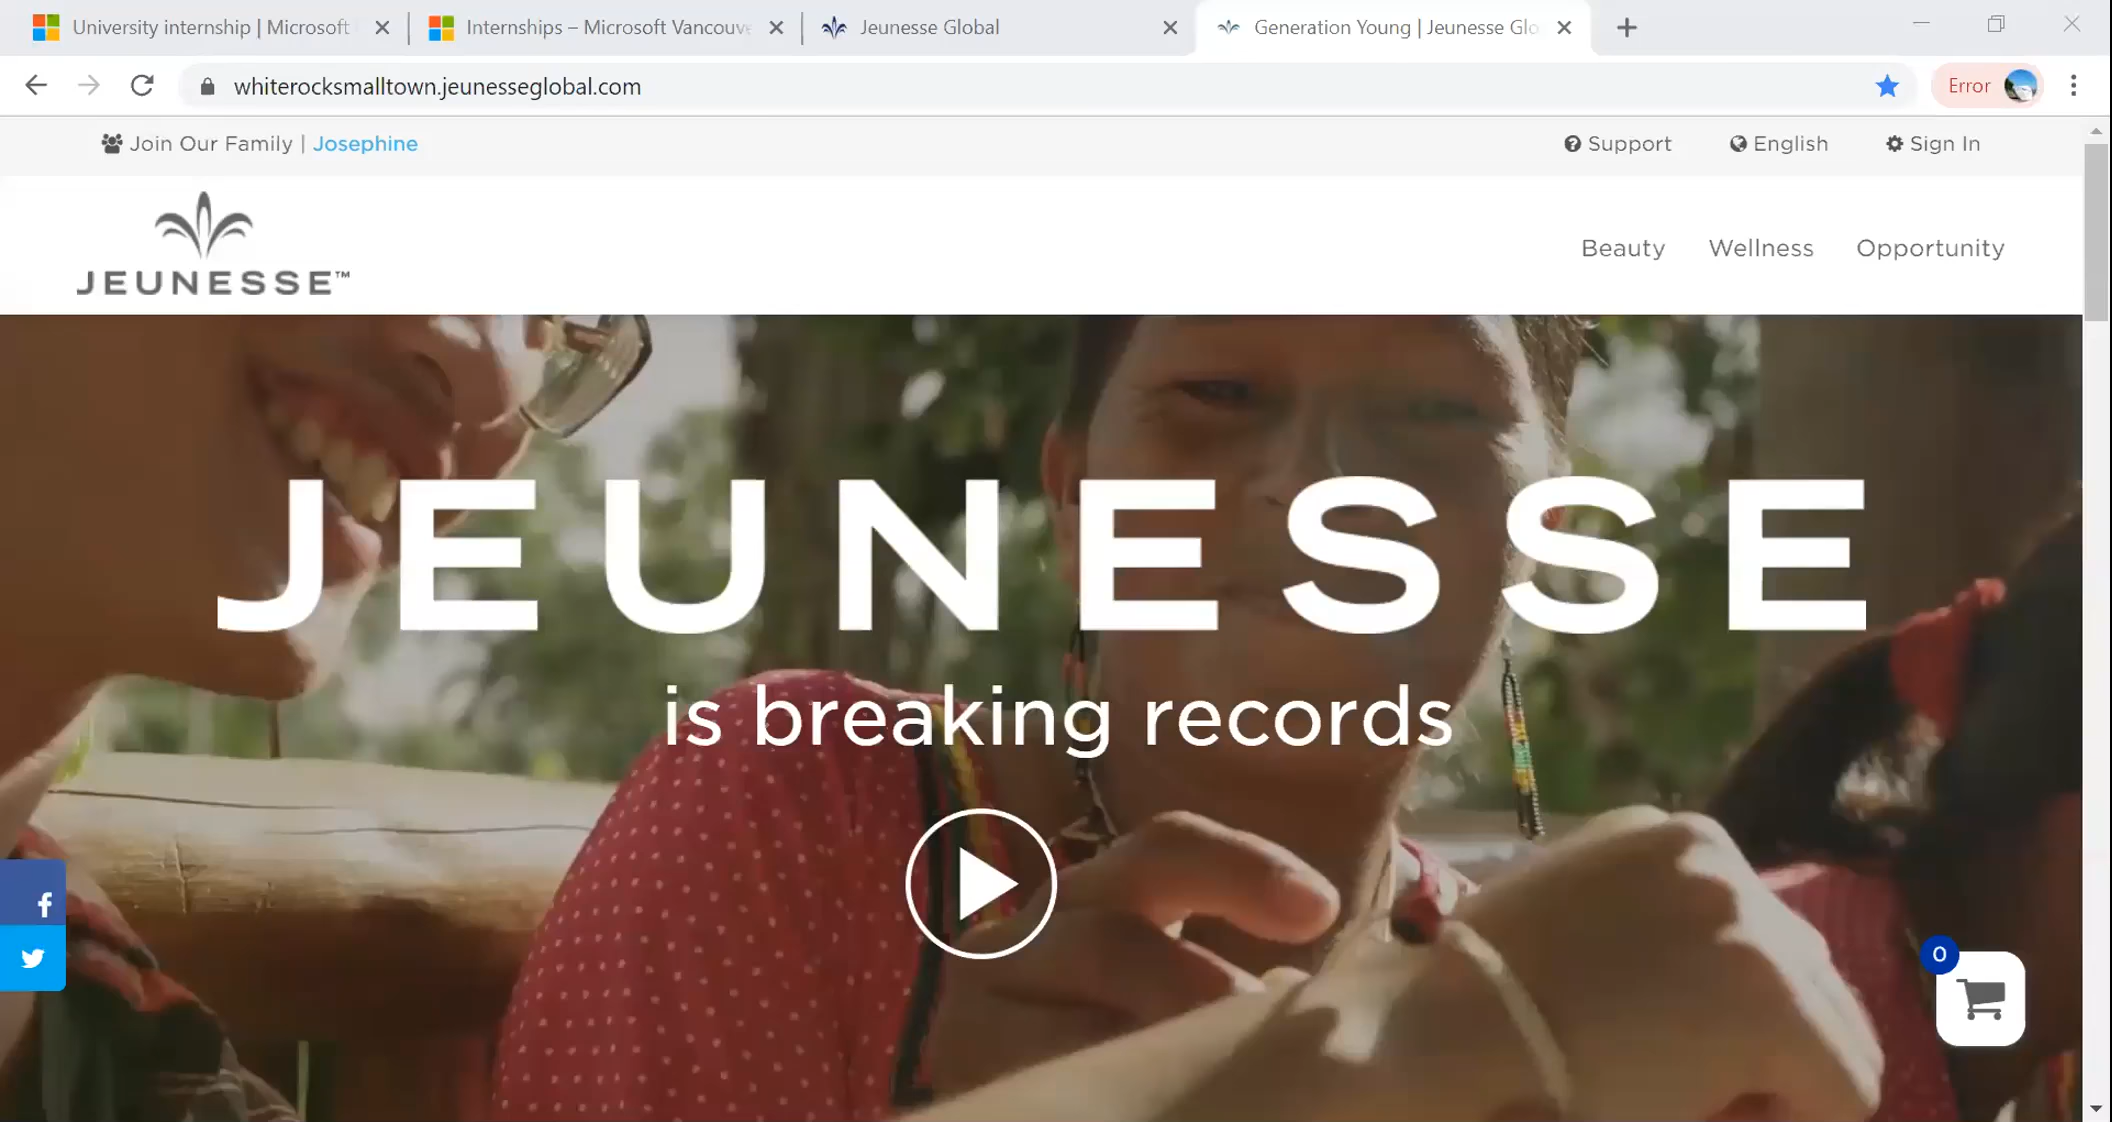 University internship | Microsoft
Internships – Microsoft Vancouve
Jeunesse Global
Generation Young | Jeunesse Glo
whiterocksmalltown.jeunesseglobal.com
Error
Join Our Family | Josephine
Support
English
Sign In
JEUNESSE™
Beauty
Wellness
Opportunity
JEUNESSE
is breaking records
0